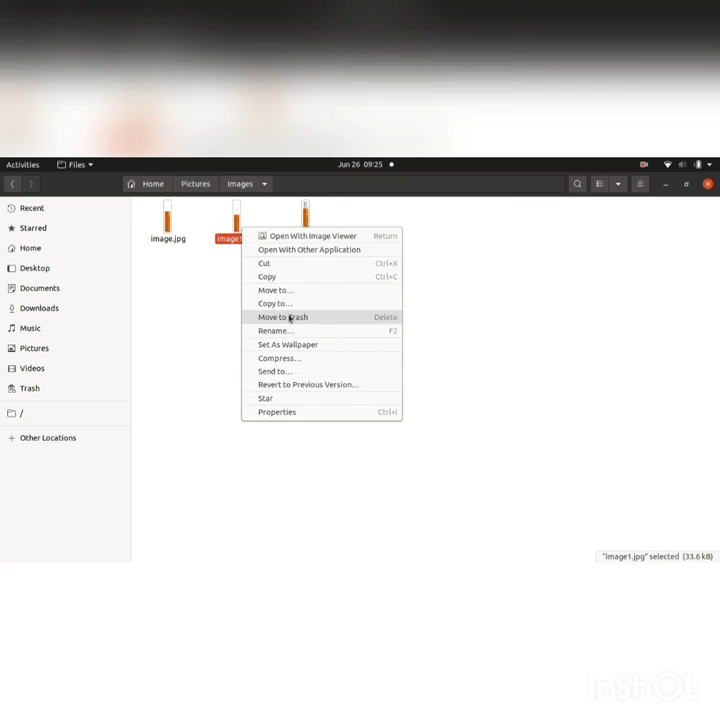 Activities Files Jun 26 09:25
Home Pictures Images
Recent
Starred
Home
Desktop
Documents
Downloads
Music
Pictures
Videos
Trash
/
+ Other Locations
image.jpg
image1
Open With Image Viewer Return
Open With Other Application
Cut Ctrl+X
Copy Ctrl+C
Move to…
Copy to…
Move to Trash Delete
Rename… F2
Set As Wallpaper
Compress…
Send to…
Revert to Previous Version…
Star
Properties Ctrl+I
"image1.jpg" selected (33.6 kB)
InShOt